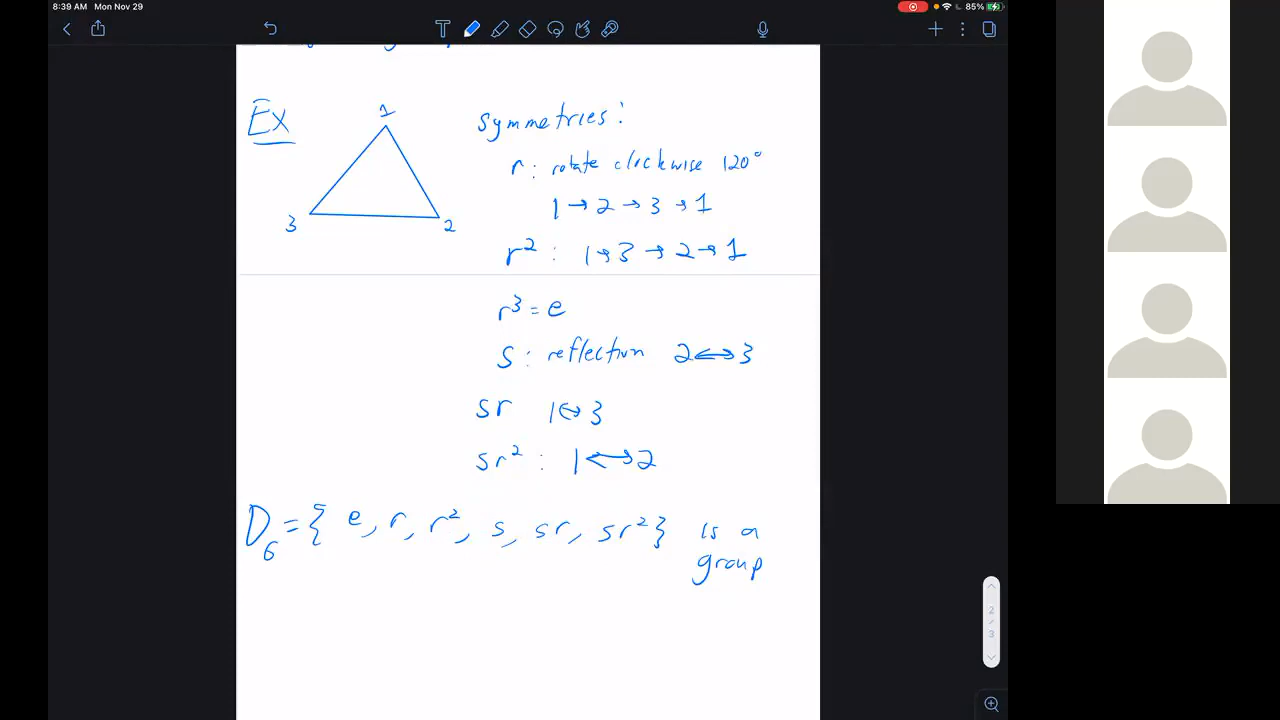 8:39 AM Mon Nov 29
85%
T
Ex
1
3
2
symmetries:
r: rotate clockwise 120°
1 → 2 → 3 → 1
r² : 1 → 3 → 2 → 1
r³ = e
s : reflection 2 ↔ 3
sr 1 ↔ 3
sr² : 1 ↔ 2
D₆ = { e, r, r², s, sr, sr² } is a
group
2
/
3